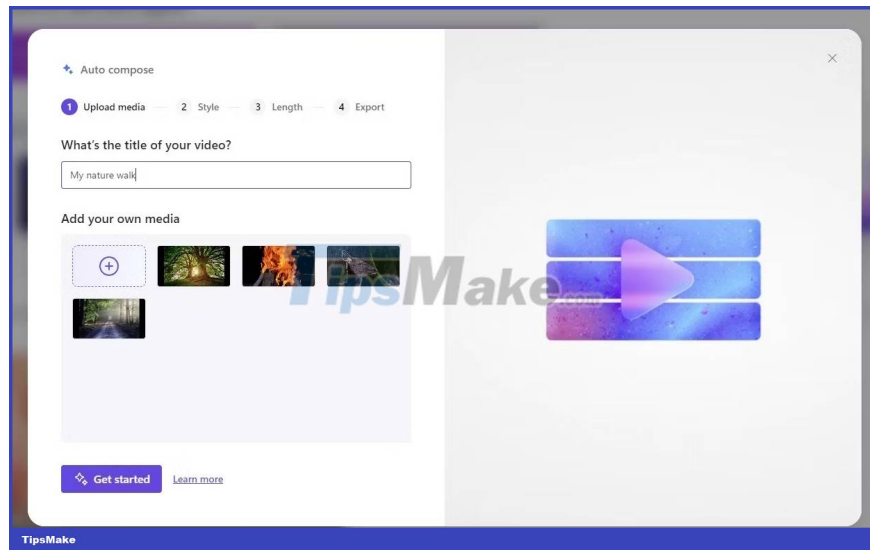 Auto compose
1 Upload media 2 Style 3 Length 4 Export
What's the title of your video?
My nature walk
Add your own media
TipsMake.com
Get started Learn more
TipsMake